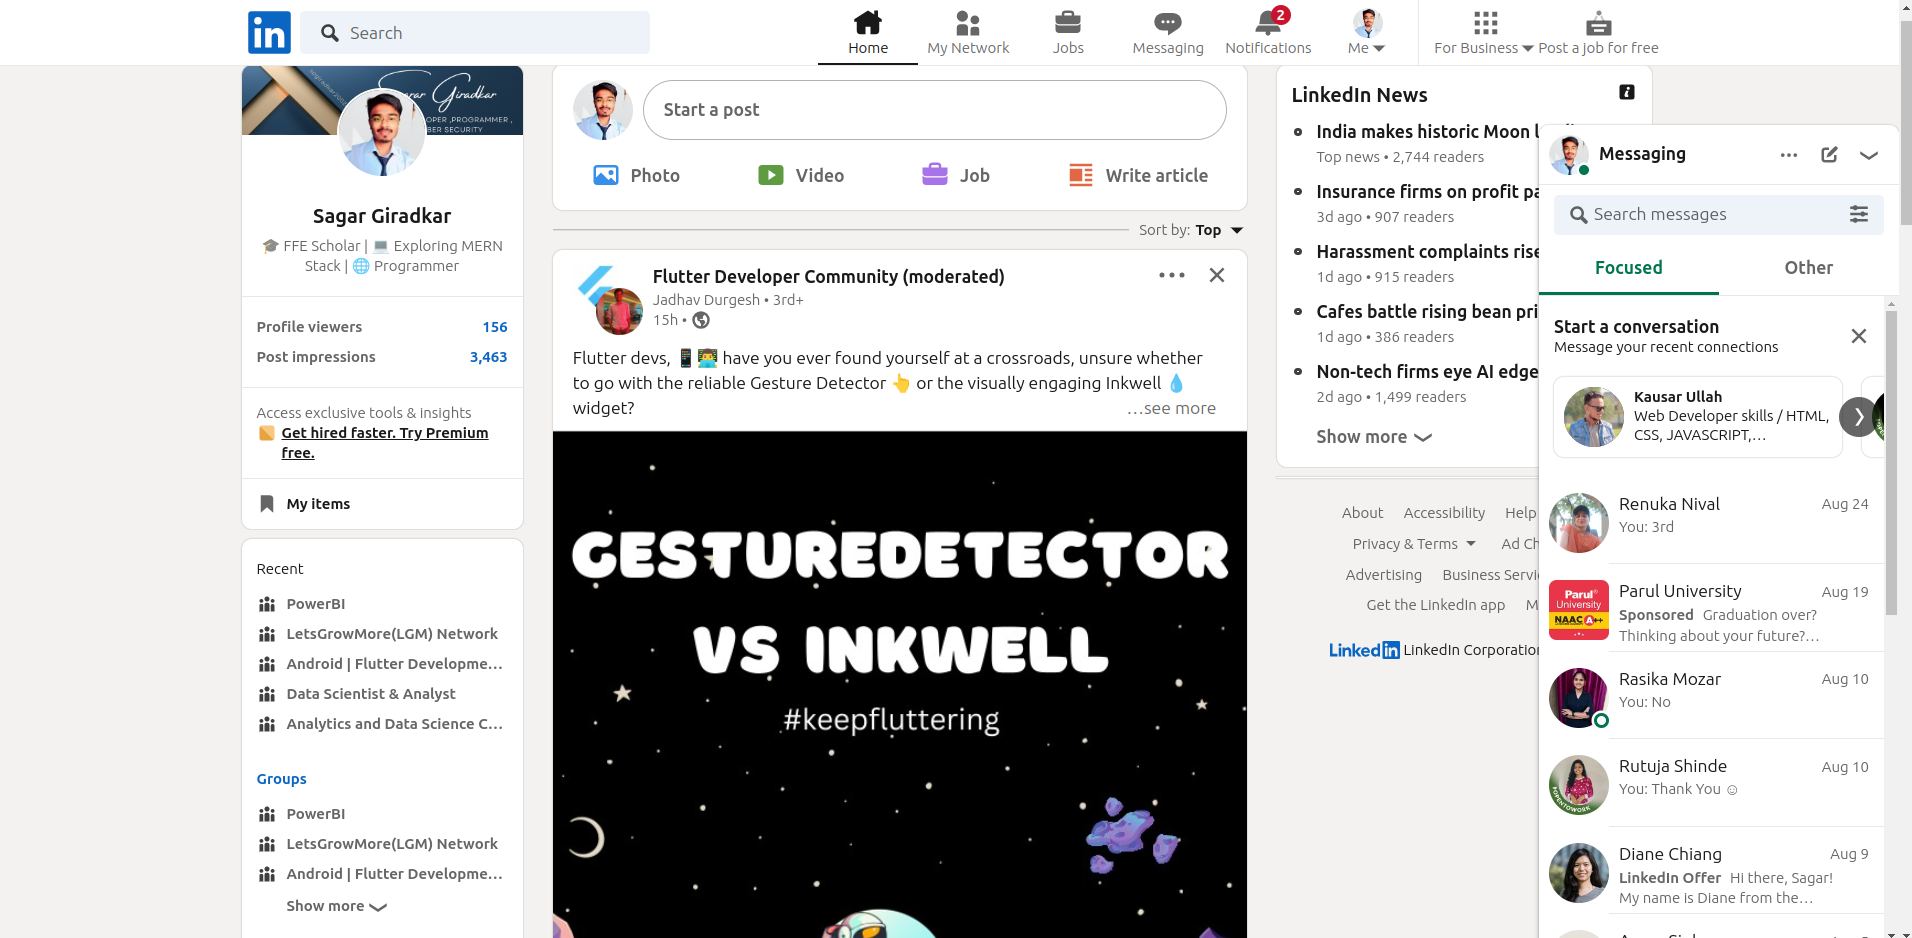 in
Search
Home
My Network
Jobs
Messaging
2
Notifications
Me
For Business
Post a job for free
Sagar Giradkar
🎓 FFE Scholar | 💻 Exploring MERN
Stack | 🌐 Programmer
Profile viewers 156
Post impressions 3,463
Access exclusive tools & insights
Get hired faster. Try Premium
free.
My items
Recent
PowerBI
LetsGrowMore(LGM) Network
Android | Flutter Developme...
Data Scientist & Analyst
Analytics and Data Science C...
Groups
PowerBI
LetsGrowMore(LGM) Network
Android | Flutter Developme...
Show more
Start a post
Photo
Video
Job
Write article
Sort by: Top
Flutter Developer Community (moderated)
Jadhav Durgesh • 3rd+
15h •
Flutter devs, 📱👨‍💻 have you ever found yourself at a crossroads, unsure whether
to go with the reliable Gesture Detector 👆 or the visually engaging Inkwell 💧
widget?
...see more
GESTUREDETECTOR
VS INKWELL
#keepfluttering
LinkedIn News
India makes historic Moon
Top news • 2,744 readers
Insurance firms on profit
3d ago • 907 readers
Harassment complaints rise
1d ago • 915 readers
Cafes battle rising bean
1d ago • 386 readers
Non-tech firms eye AI edge
2d ago • 1,499 readers
Show more
About Accessibility Help
Privacy & Terms Ad
Advertising Business
Get the LinkedIn app
Linked in LinkedIn Corporation
Messaging
Search messages
Focused
Other
Start a conversation
Message your recent connections
Kausar Ullah
Web Developer skills / HTML,
CSS, JAVASCRIPT,...
Renuka Nival Aug 24
You: 3rd
Parul University
NAAC A++
Parul University Aug 19
Sponsored Graduation over?
Thinking about your future?...
Rasika Mozar Aug 10
You: No
Rutuja Shinde Aug 10
You: Thank You ☺
Diane Chiang Aug 9
LinkedIn Offer Hi there, Sagar!
My name is Diane from the...